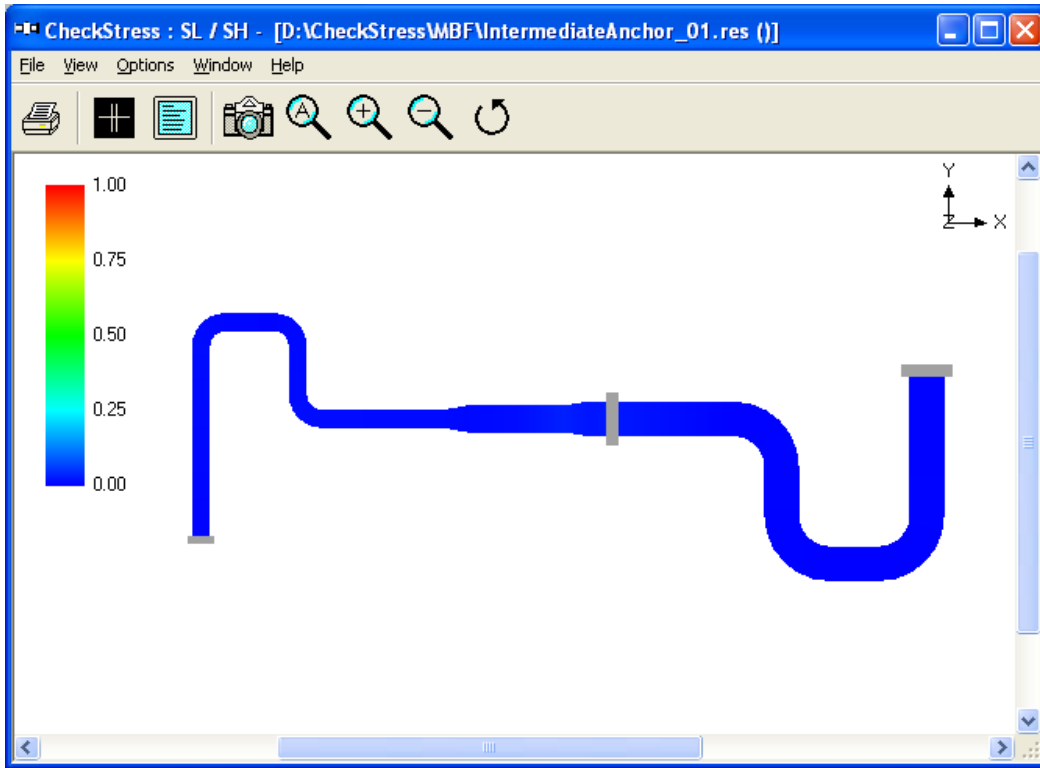 CheckStress : SL / SH - [D:\CheckStress\MBF\IntermediateAnchor_01.res ()]
File View Options Window Help
A
1.00
0.75
0.50
0.25
0.00
Y
Z X